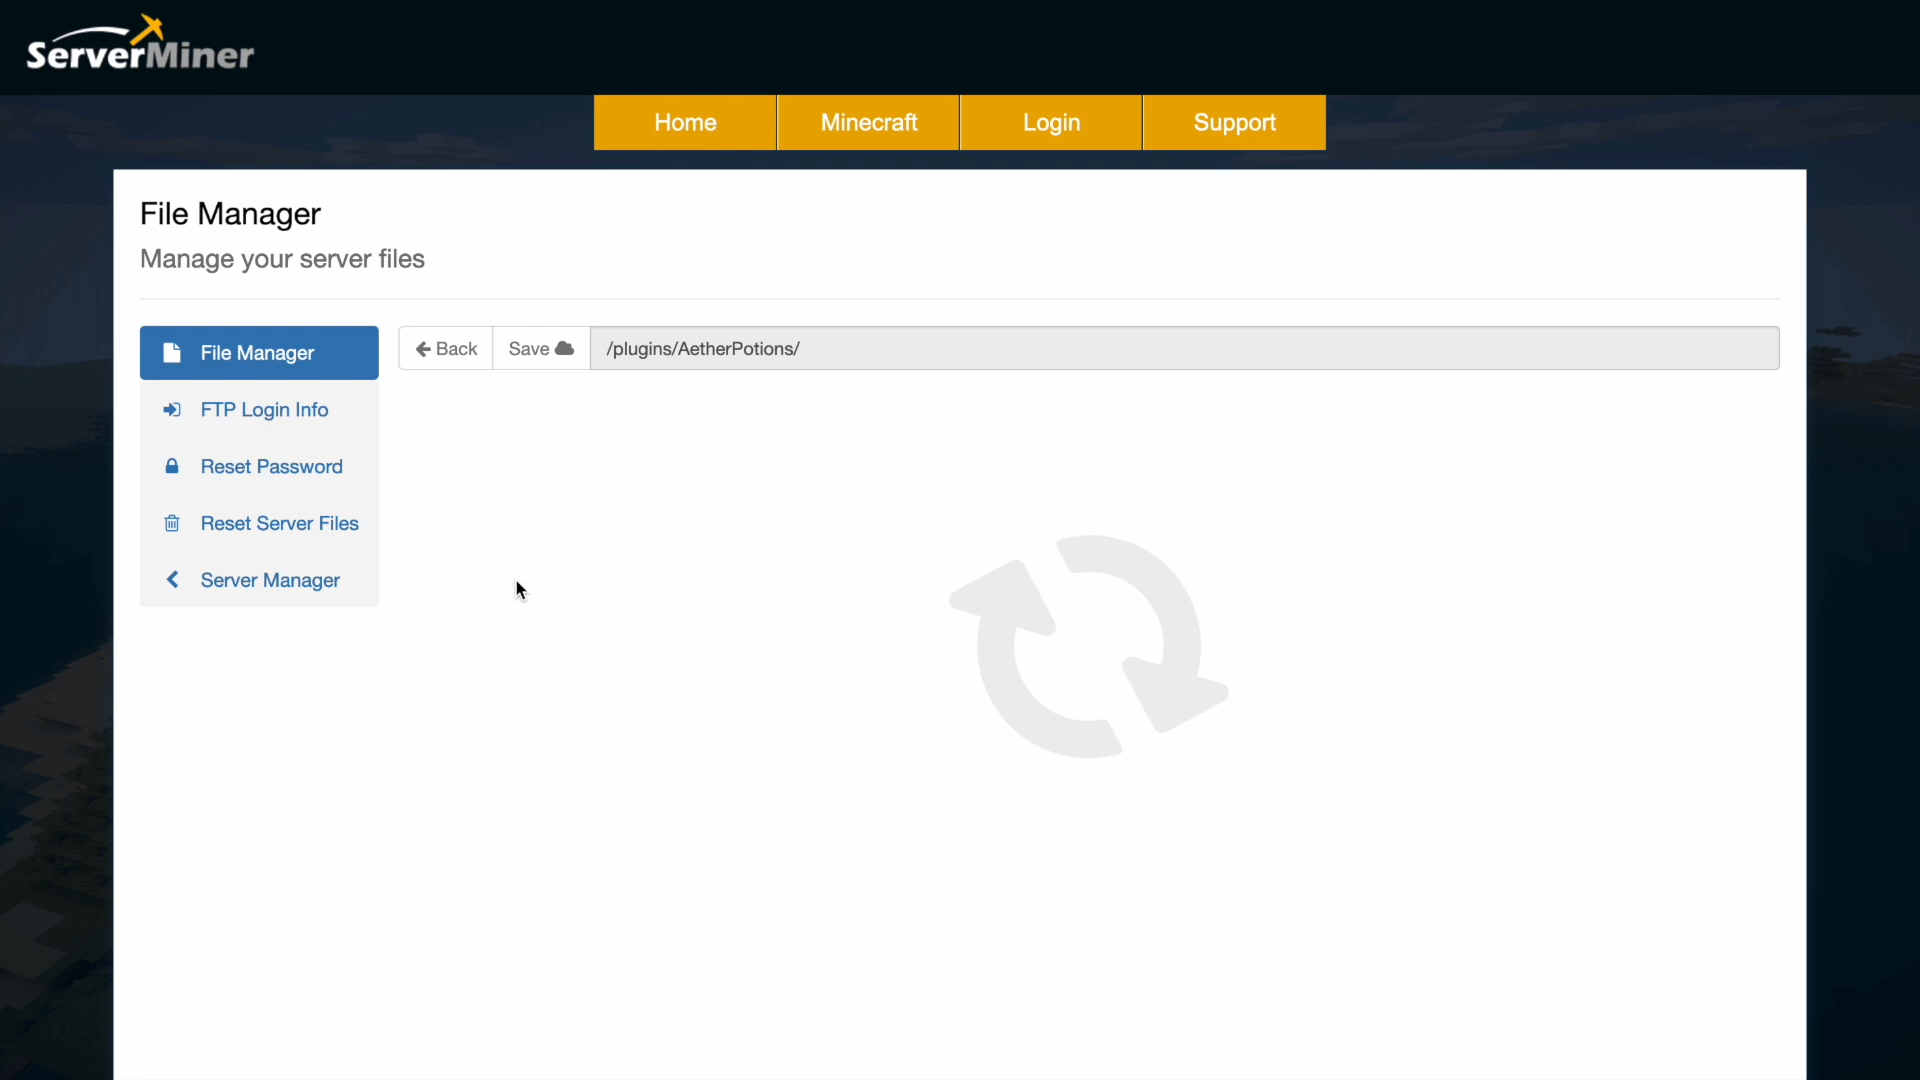 ServerMiner
Home
Minecraft
Login
Support
File Manager
Manage your server files
File Manager
Back
Save
/plugins/AetherPotions/
FTP Login Info
Reset Password
Reset Server Files
Server Manager